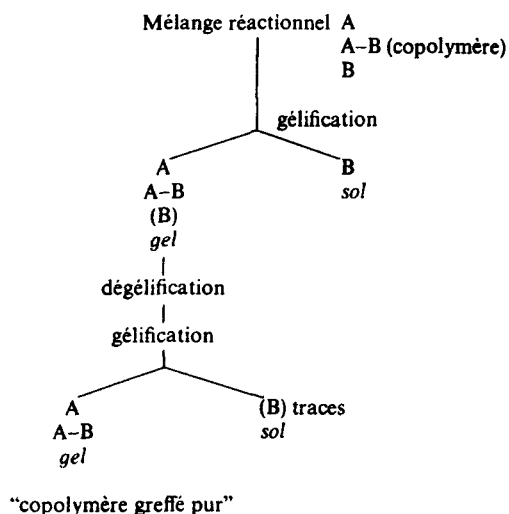 Mélange réactionnel A
A–B (copolymère)
B
gélification
A
A–B
(B)
gel
B
sol
dégélification
gélification
A
A–B
gel
(B) traces
sol
“copolymère greffé pur”